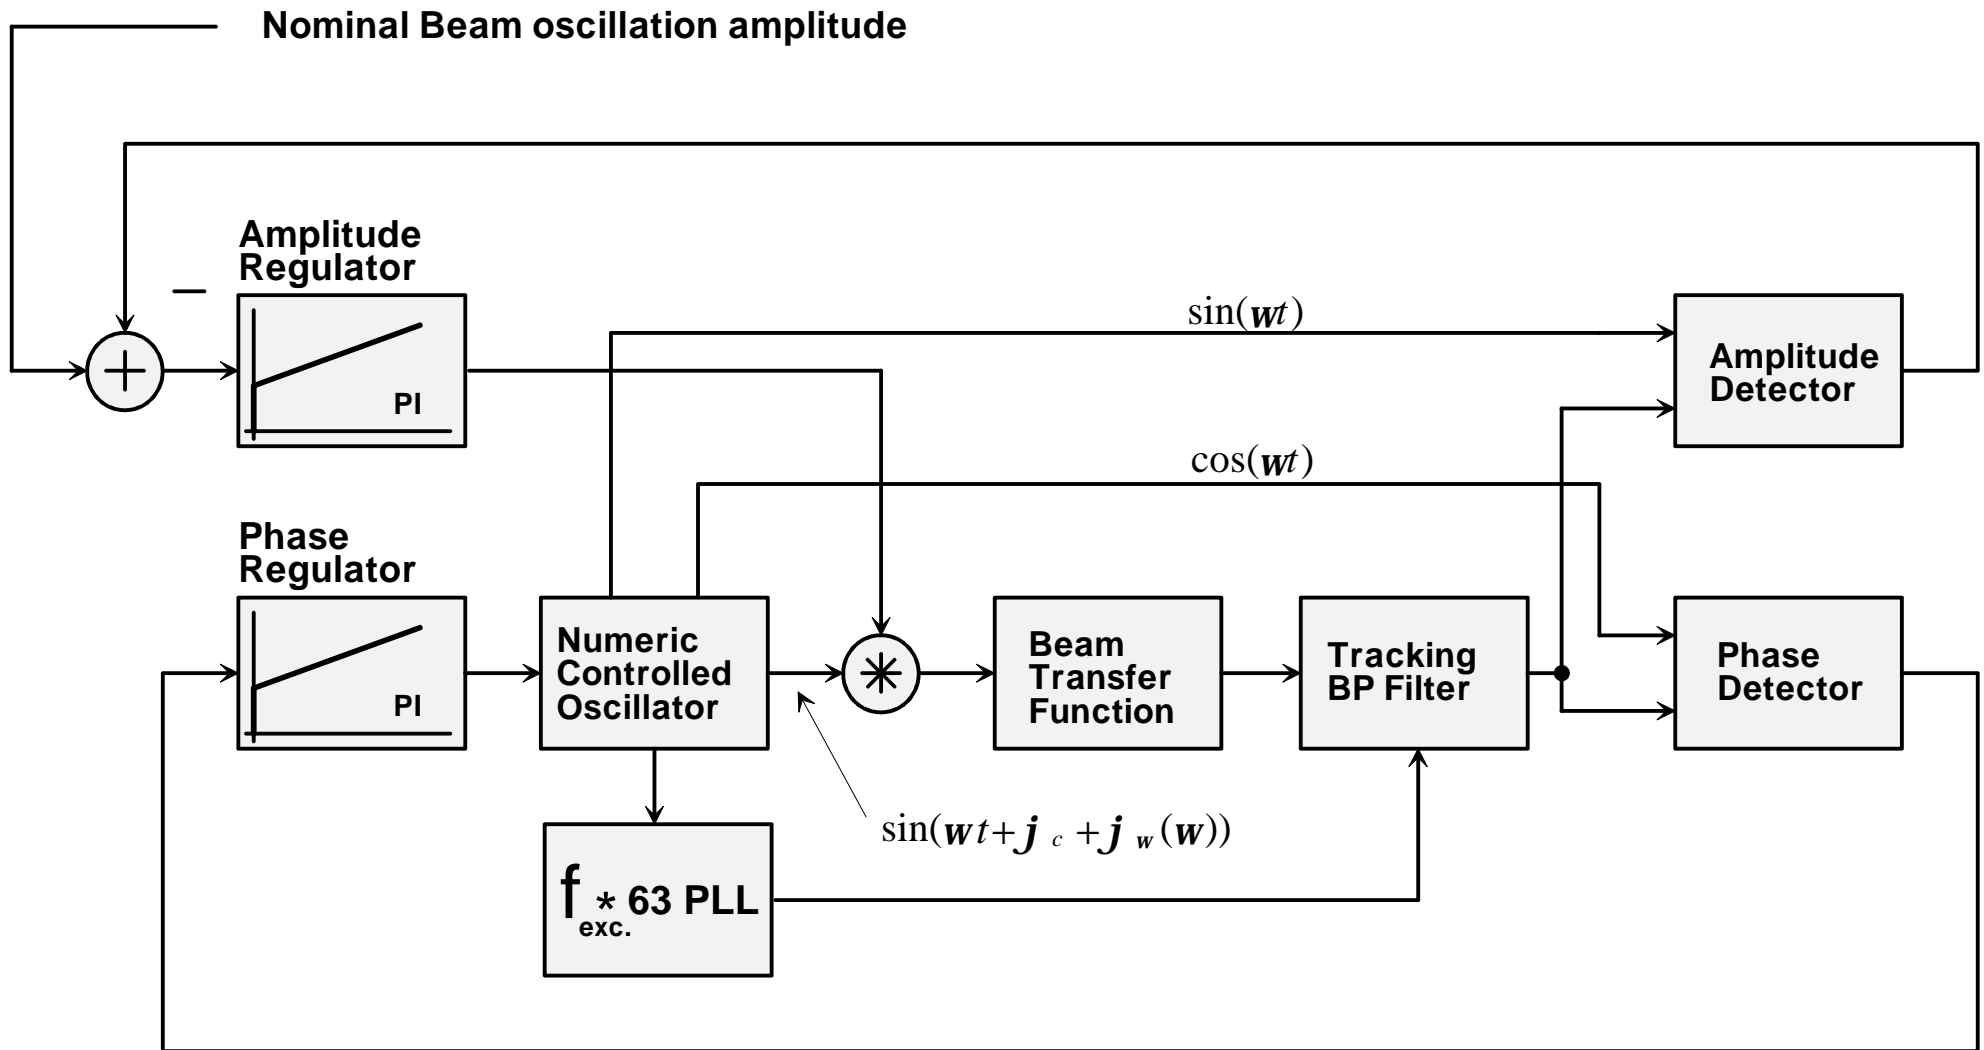 Nominal Beam oscillation amplitude
Amplitude
Regulator
—
+
PI
sin(wt)
Amplitude
Detector
cos(wt)
Phase
Regulator
PI
Numeric
Controlled
Oscillator
*
Beam
Transfer
Function
Tracking
BP Filter
Phase
Detector
sin(wt+j c +j w (w))
f exc. * 63 PLL